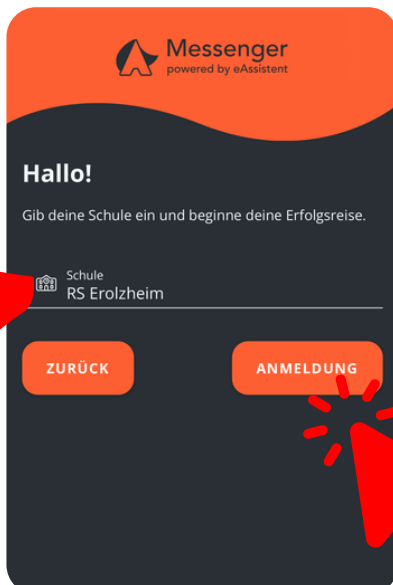 Messenger
powered by eAssistent
Hallo!
Gib deine Schule ein und beginne deine Erfolgsreise.
Schule
RS Erolzheim
ZURÜCK
ANMELDUNG